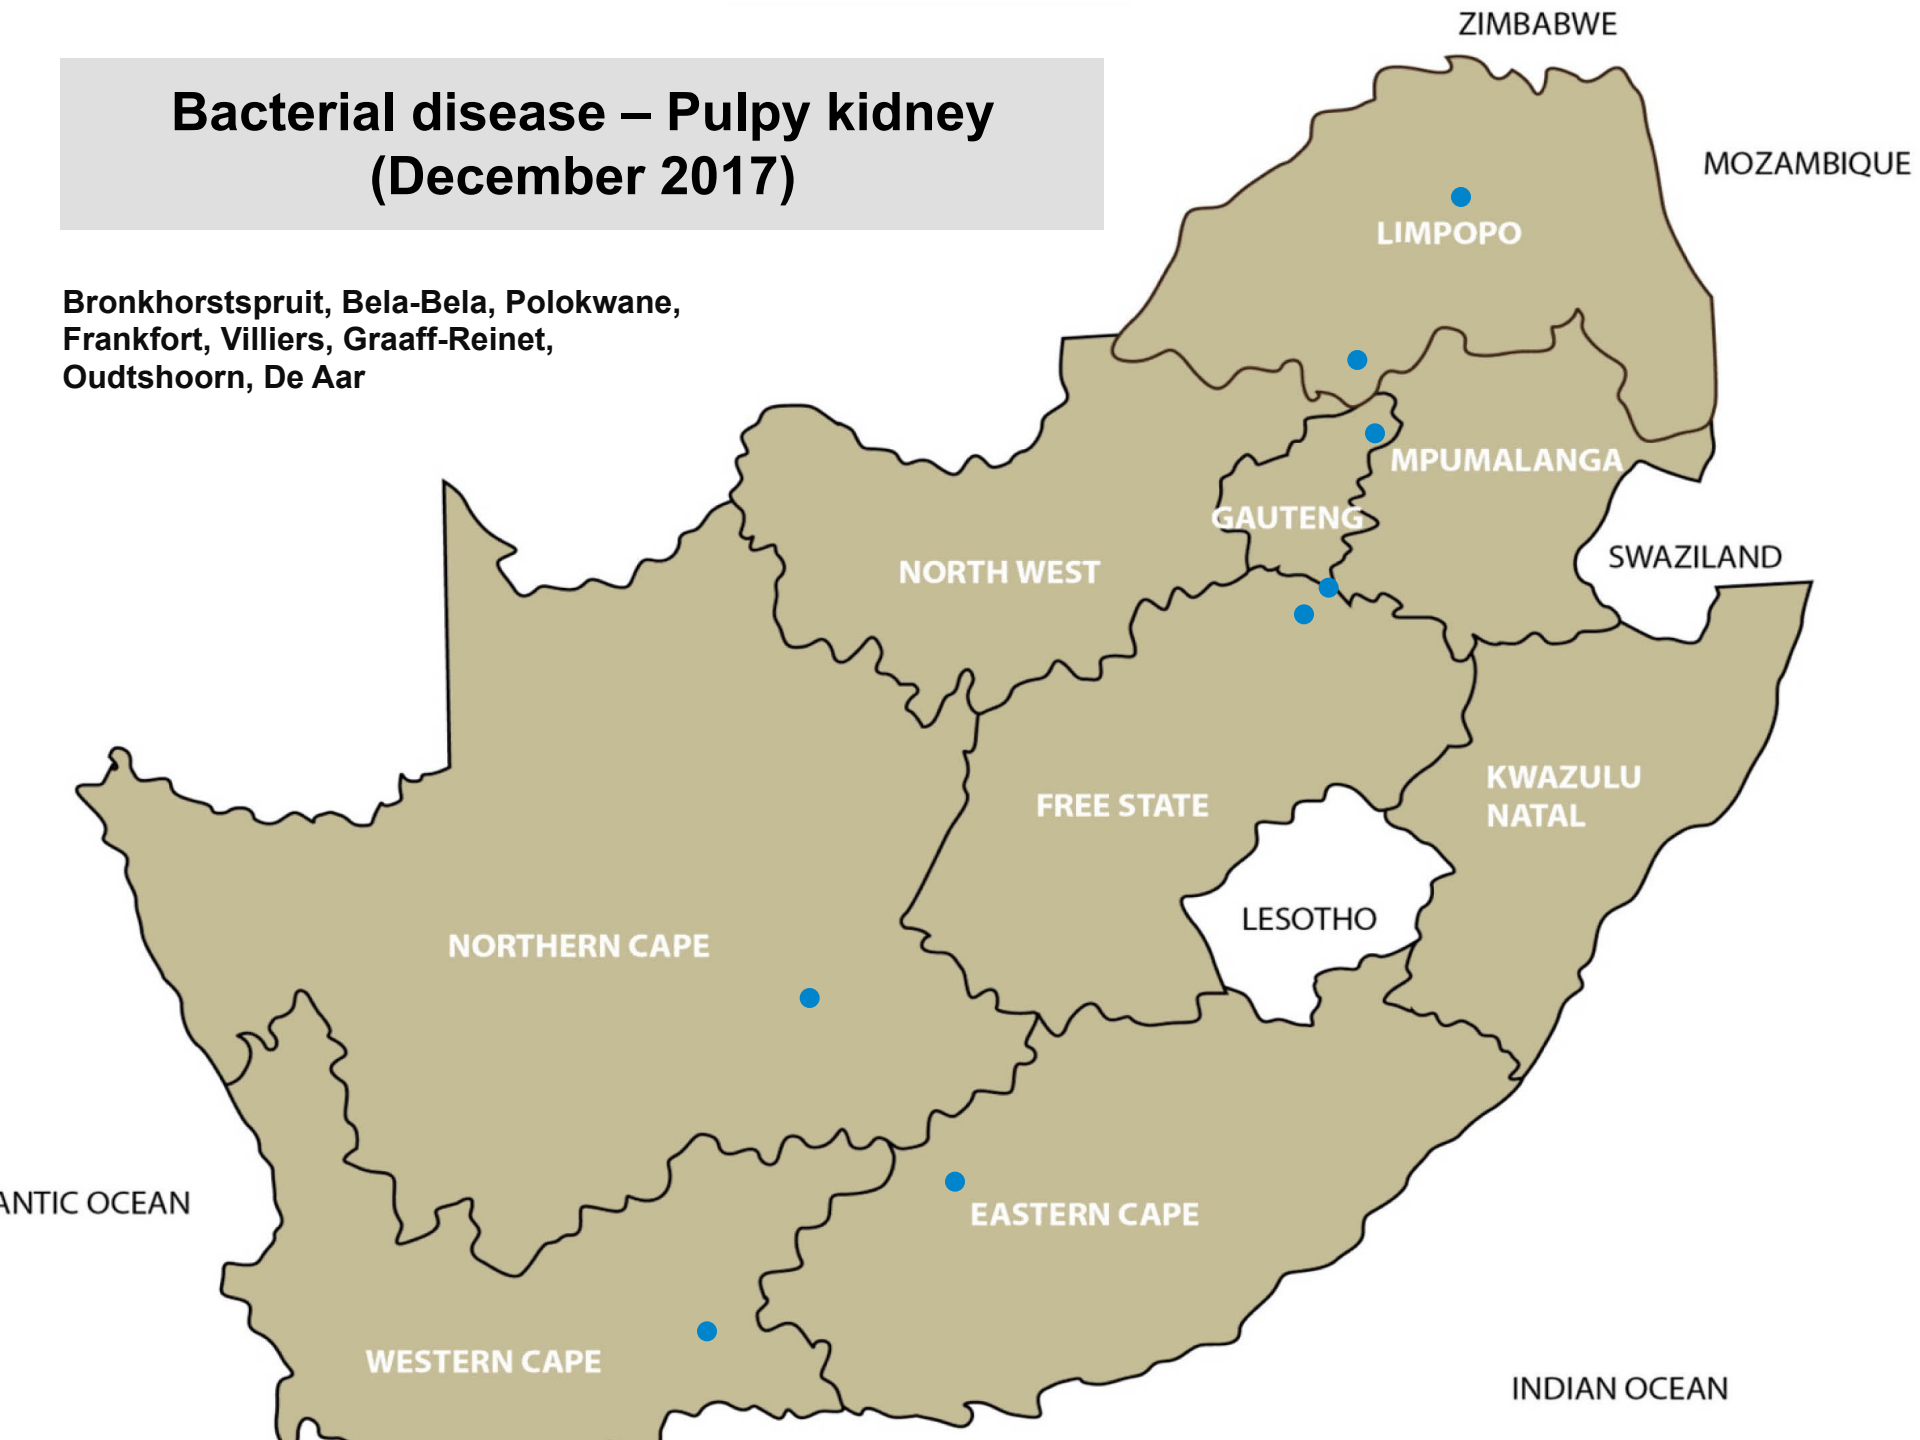 ZIMBABWE
Bacterial disease – Pulpy kidney
(December 2017)
MOZAMBIQUE
LIMPOPO
Bronkhorstspruit, Bela-Bela, Polokwane,
Frankfort, Villiers, Graaff-Reinet,
Oudtshoorn, De Aar
MPUMALANGA
GAUTENG
SWAZILAND
NORTH WEST
KWAZULU
NATAL
FREE STATE
LESOTHO
NORTHERN CAPE
ANTIC OCEAN
EASTERN CAPE
WESTERN CAPE
INDIAN OCEAN